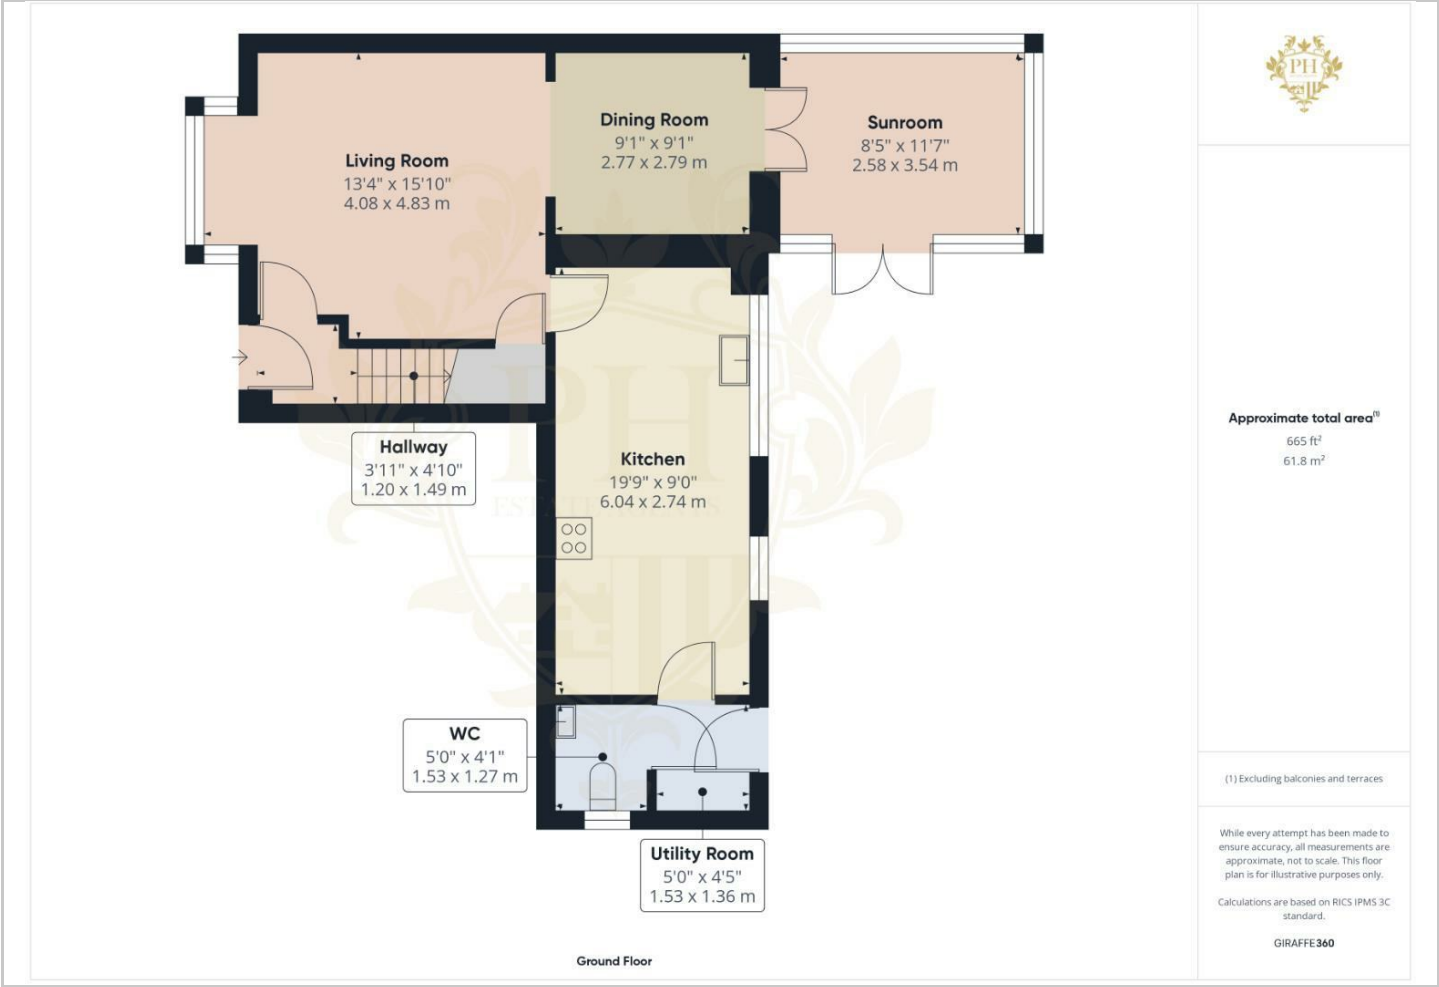 PH
Living Room
13'4" x 15'10"
4.08 x 4.83 m
Dining Room
9'1" x 9'1"
2.77 x 2.79 m
Sunroom
8'5" x 11'7"
2.58 x 3.54 m
Hallway
3'11" x 4'10"
1.20 x 1.49 m
Kitchen
19'9" x 9'0"
6.04 x 2.74 m
PH
WC
5'0" x 4'1"
1.53 x 1.27 m
Utility Room
5'0" x 4'5"
1.53 x 1.36 m
Ground Floor
Approximate total area(1)
665 ft²
61.8 m²
(1) Excluding balconies and terraces
While every attempt has been made to
ensure accuracy, all measurements are
approximate, not to scale. This floor
plan is for illustrative purposes only.
Calculations are based on RICS IPMS 3C
standard.
GIRAFFE360